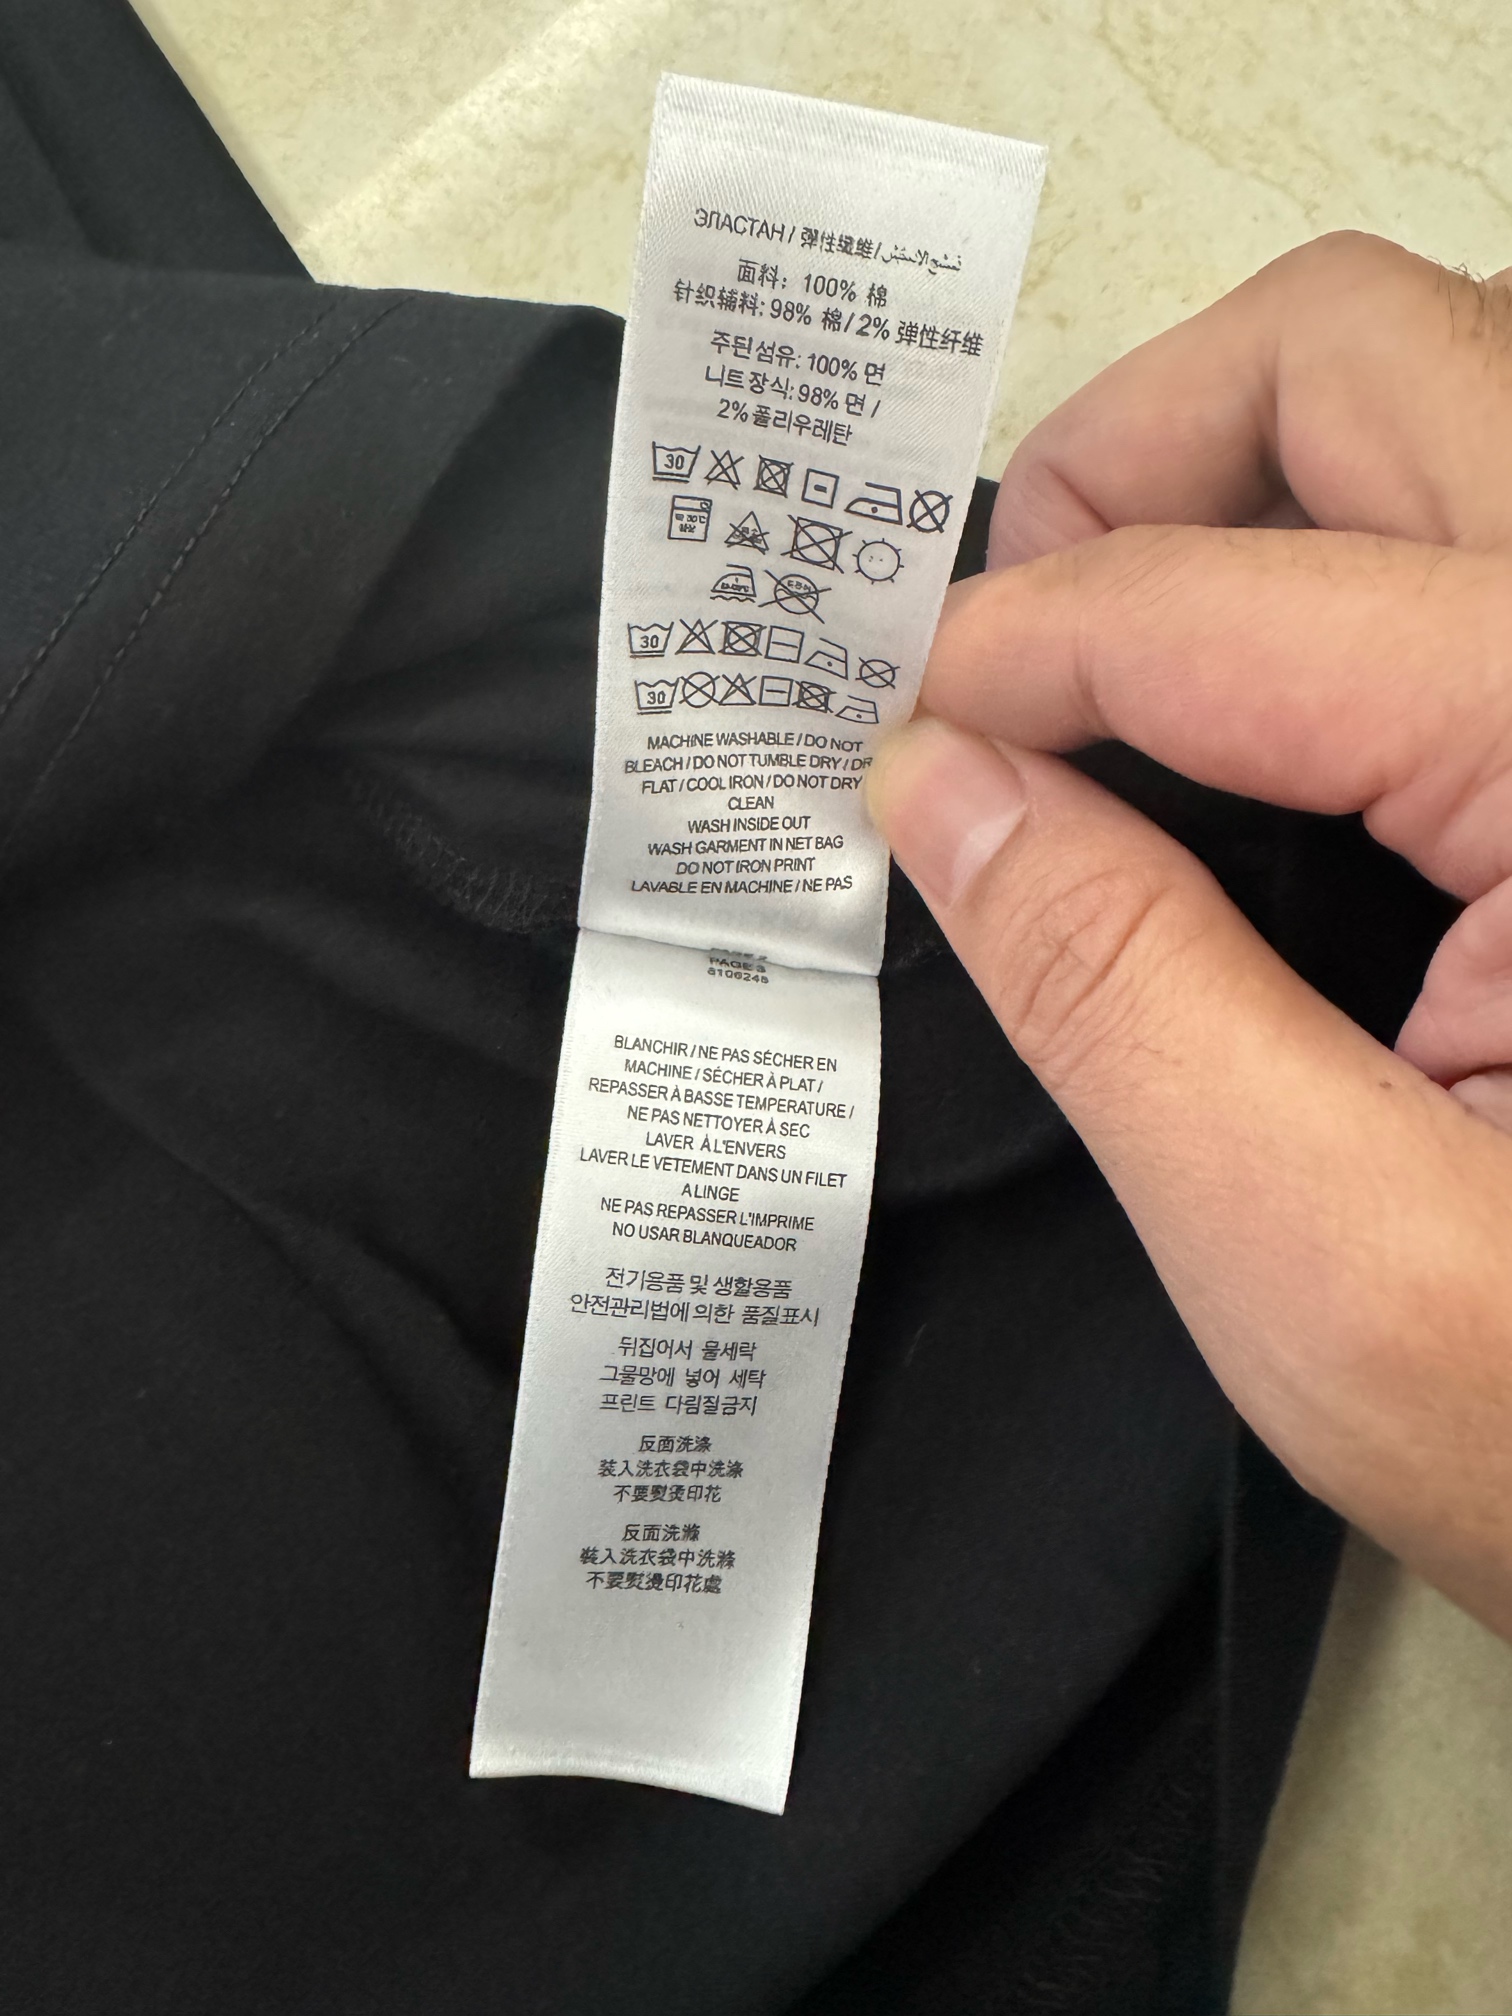 ЭЛАСТАН / 弹性纖維 /
面料: 100% 棉
针织辅料: 98% 棉 / 2% 弹性纤维
주된섬유: 100% 면
니트장식: 98% 면 /
2% 폴리우레탄
30
30
30
MACHINE WASHABLE / DO NOT
BLEACH / DO NOT TUMBLE DRY /
FLAT / COOL IRON / DO NOT DRY
CLEAN
WASH INSIDE OUT
WASH GARMENT IN NET BAG
DO NOT IRON PRINT
LAVABLE EN MACHINE / NE PAS
PAGE 3
8106246
BLANCHIR / NE PAS SÉCHER EN
MACHINE / SÉCHER À PLAT /
REPASSER À BASSE TEMPERATURE /
NE PAS NETTOYER À SEC
LAVER À L'ENVERS
LAVER LE VETEMENT DANS UN FILET
A LINGE
NE PAS REPASSER L'IMPRIME
NO USAR BLANQUEADOR
전기용품 및 생활용품
안전관리법에 의한 품질표시
뒤집어서 물세탁
그물망에 넣어 세탁
프린트 다림질금지
反面洗涤
装入洗衣袋中洗涤
不要熨烫印花
反面洗滌
裝入洗衣袋中洗滌
不要熨燙印花處